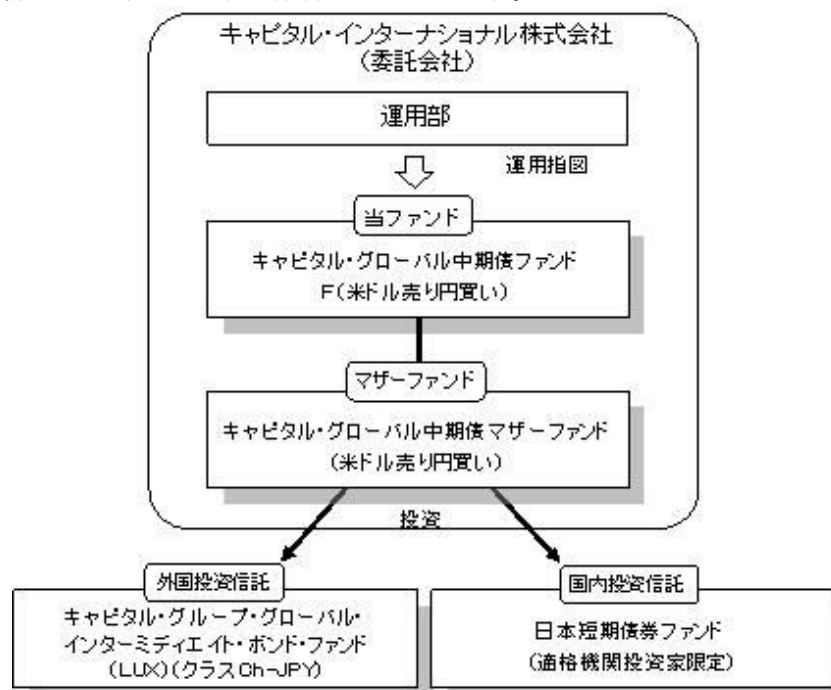 キャピタル・インターナショナル株式会社
（委託会社）
運用部
運用指図
当ファンド
キャピタル・グローバル中期債ファンド
F（米ドル売り円買い）
マザーファンド
キャピタル・グローバル中期債マザーファンド
（米ドル売り円買い）
投資
外国投資信託
キャピタル・グループ・グローバル・
インターミディエイト・ボンド・ファンド
（LUX）（クラスCh-JPY）
国内投資信託
日本短期債券ファンド
（適格機関投資家限定）